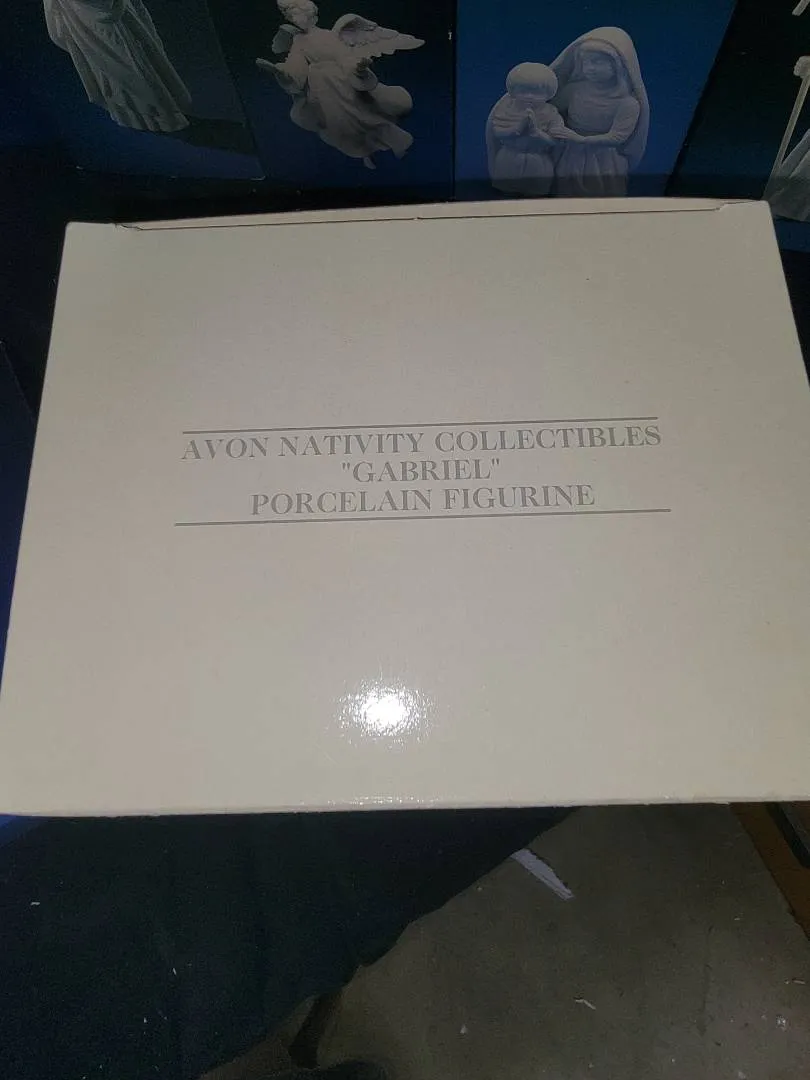 AVON NATIVITY COLLECTIBLES
"GABRIEL"
PORCELAIN FIGURINE